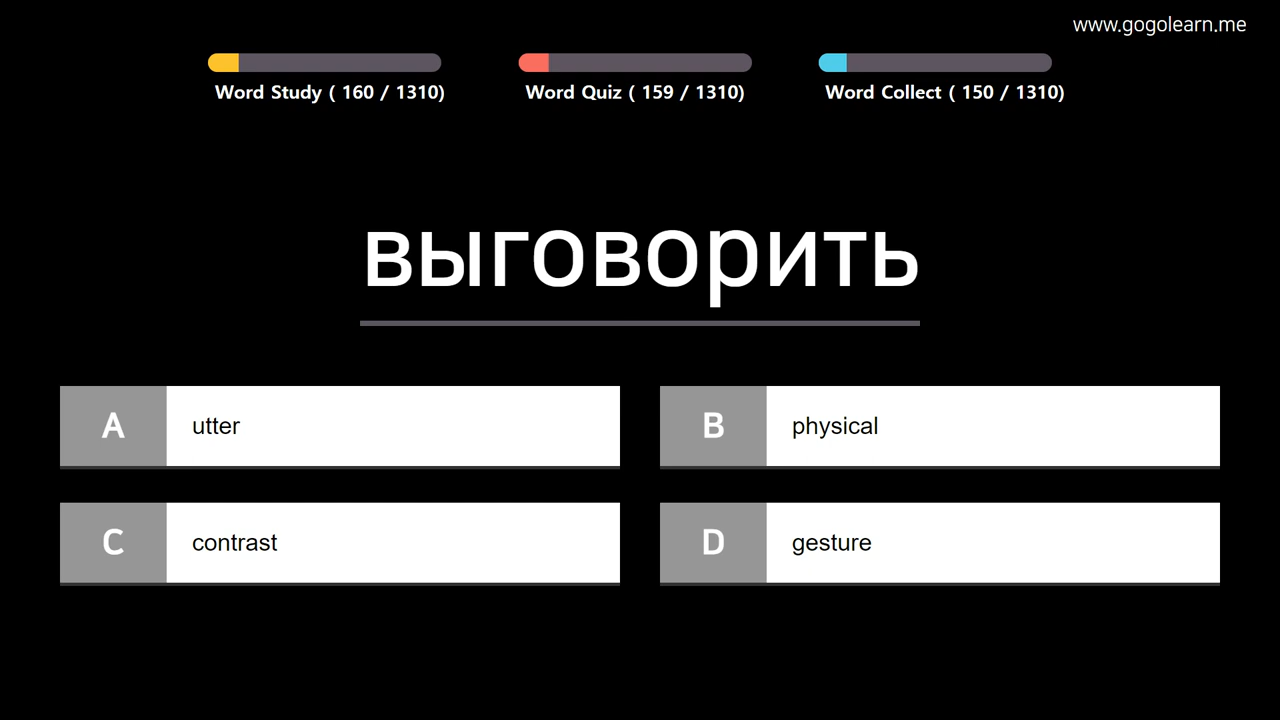 www.gogolearn.me
Word Study ( 160 / 1310)
Word Quiz ( 159 / 1310)
Word Collect ( 150 / 1310)
выговорить
A utter
B physical
C contrast
D gesture